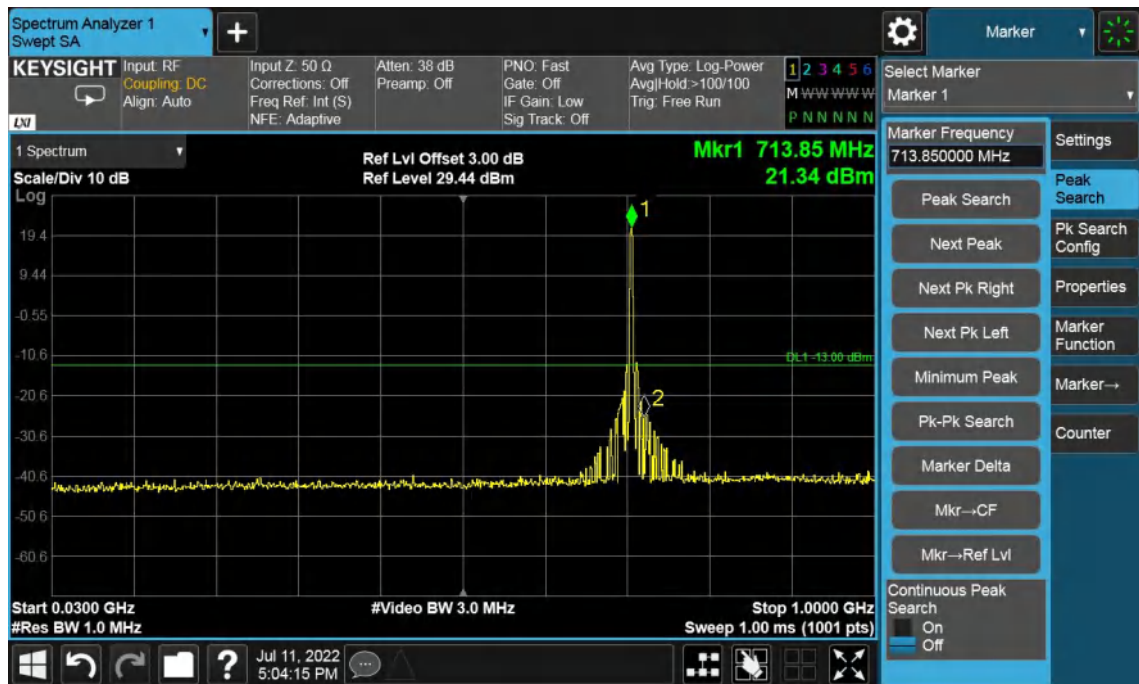 Spectrum Analyzer 1
Swept SA
+
Marker
KEYSIGHT
LXI
Input: RF
Coupling: DC
Align: Auto
Input Z: 50 Ω
Corrections: Off
Freq Ref: Int (S)
NFE: Adaptive
Atten: 38 dB
Preamp: Off
PNO: Fast
Gate: Off
IF Gain: Low
Sig Track: Off
Avg Type: Log-Power
Avg|Hold:>100/100
Trig: Free Run
1 2 3 4 5 6
M W W W W W
P N N N N N
Select Marker
Marker 1
1 Spectrum
Scale/Div 10 dB
Log
Ref Lvl Offset 3.00 dB
Ref Level 29.44 dBm
Mkr1 713.85 MHz
21.34 dBm
1
19.4
9.44
-0.55
-10.6
DL1 -13.00 dBm
-20.6
2
-30.6
-40.6
-50.6
-60.6
Start 0.0300 GHz
#Video BW 3.0 MHz
Stop 1.0000 GHz
#Res BW 1.0 MHz
Sweep 1.00 ms (1001 pts)
Marker Frequency
713.850000 MHz
Peak Search
Next Peak
Next Pk Right
Next Pk Left
Minimum Peak
Pk-Pk Search
Marker Delta
Mkr→CF
Mkr→Ref Lvl
Continuous Peak
Search
On
Off
Settings
Peak
Search
Pk Search
Config
Properties
Marker
Function
Marker→
Counter
?
Jul 11, 2022
5:04:15 PM